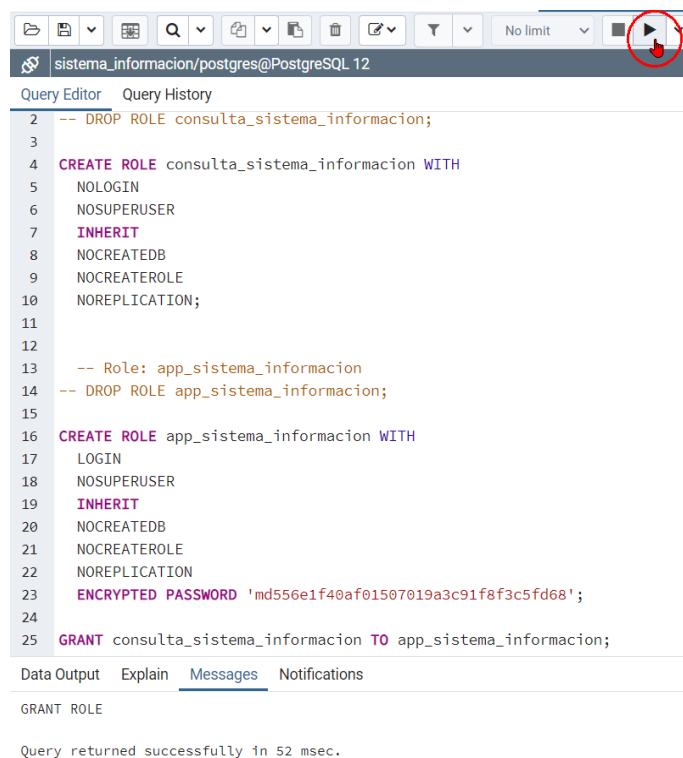 No limit
sistema_informacion/postgres@PostgreSQL 12
Query Editor Query History
2 -- DROP ROLE consulta_sistema_informacion;
3
4 CREATE ROLE consulta_sistema_informacion WITH
5 NOLOGIN
6 NOSUPERUSER
7 INHERIT
8 NOCREATEDB
9 NOCREATEROLE
10 NOREPLICATION;
11
12
13 -- Role: app_sistema_informacion
14 -- DROP ROLE app_sistema_informacion;
15
16 CREATE ROLE app_sistema_informacion WITH
17 LOGIN
18 NOSUPERUSER
19 INHERIT
20 NOCREATEDB
21 NOCREATEROLE
22 NOREPLICATION
23 ENCRYPTED PASSWORD 'md556e1f40af01507019a3c91f8f3c5fd68';
24
25 GRANT consulta_sistema_informacion TO app_sistema_informacion;
Data Output Explain Messages Notifications
GRANT ROLE
Query returned successfully in 52 msec.